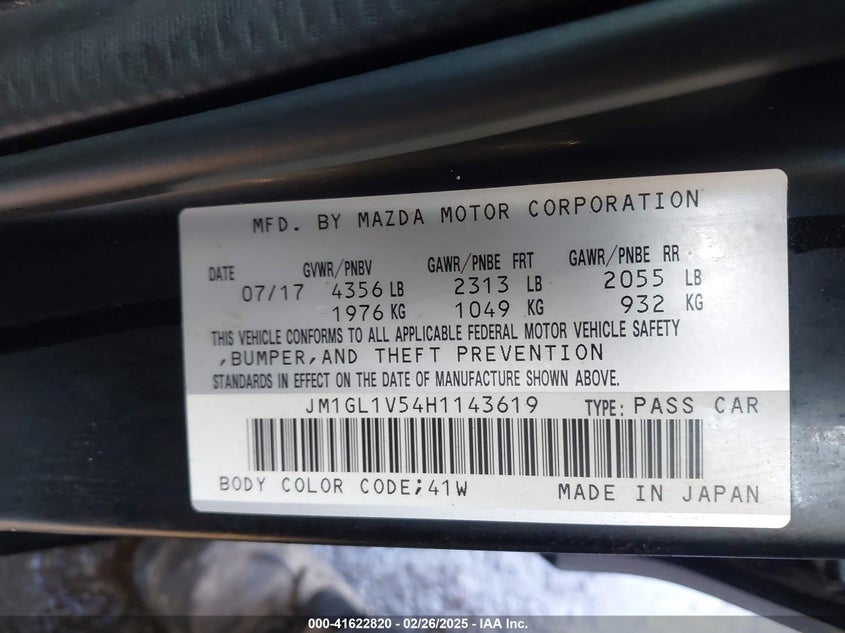 MFD. BY MAZDA MOTOR CORPORATION
DATE GVWR/PNBV GAWR/PNBE FRT GAWR/PNBE RR
07/17 4356 LB 2313 LB 2055 LB
1976 KG 1049 KG 932 KG
THIS VEHICLE CONFORMS TO ALL APPLICABLE FEDERAL MOTOR VEHICLE SAFETY
,BUMPER,AND THEFT PREVENTION
STANDARDS IN EFFECT ON THE DATE OF MANUFACTURE SHOWN ABOVE.
JM1GL1V54H1143619 TYPE: PASS CAR
BODY COLOR CODE;41W MADE IN JAPAN
000-41622820 - 02/26/2025 - IAA Inc.